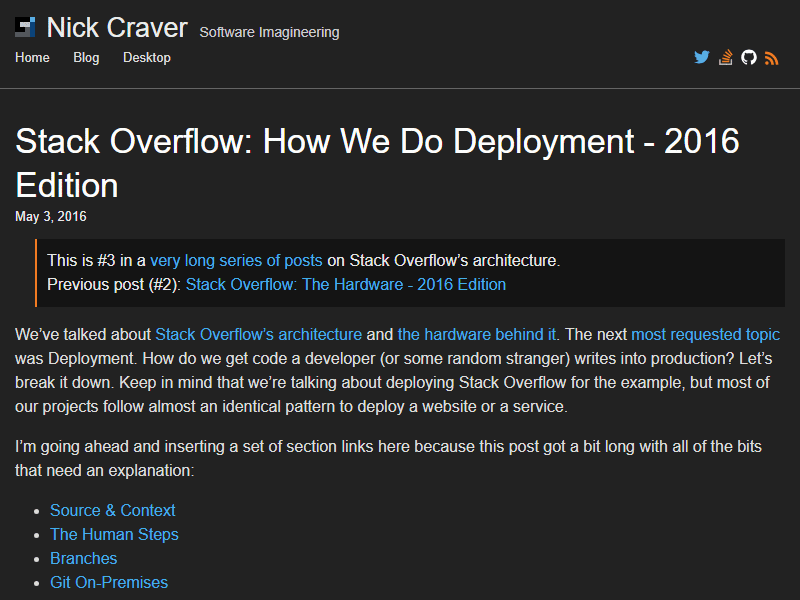 Nick Craver Software Imagineering
Home Blog Desktop
Stack Overflow: How We Do Deployment - 2016
Edition
May 3, 2016
This is #3 in a very long series of posts on Stack Overflow’s architecture.
Previous post (#2): Stack Overflow: The Hardware - 2016 Edition
We’ve talked about Stack Overflow’s architecture and the hardware behind it. The next most requested topic
was Deployment. How do we get code a developer (or some random stranger) writes into production? Let’s
break it down. Keep in mind that we’re talking about deploying Stack Overflow for the example, but most of
our projects follow almost an identical pattern to deploy a website or a service.
I’m going ahead and inserting a set of section links here because this post got a bit long with all of the bits
that need an explanation:
• Source & Context
• The Human Steps
• Branches
• Git On-Premises